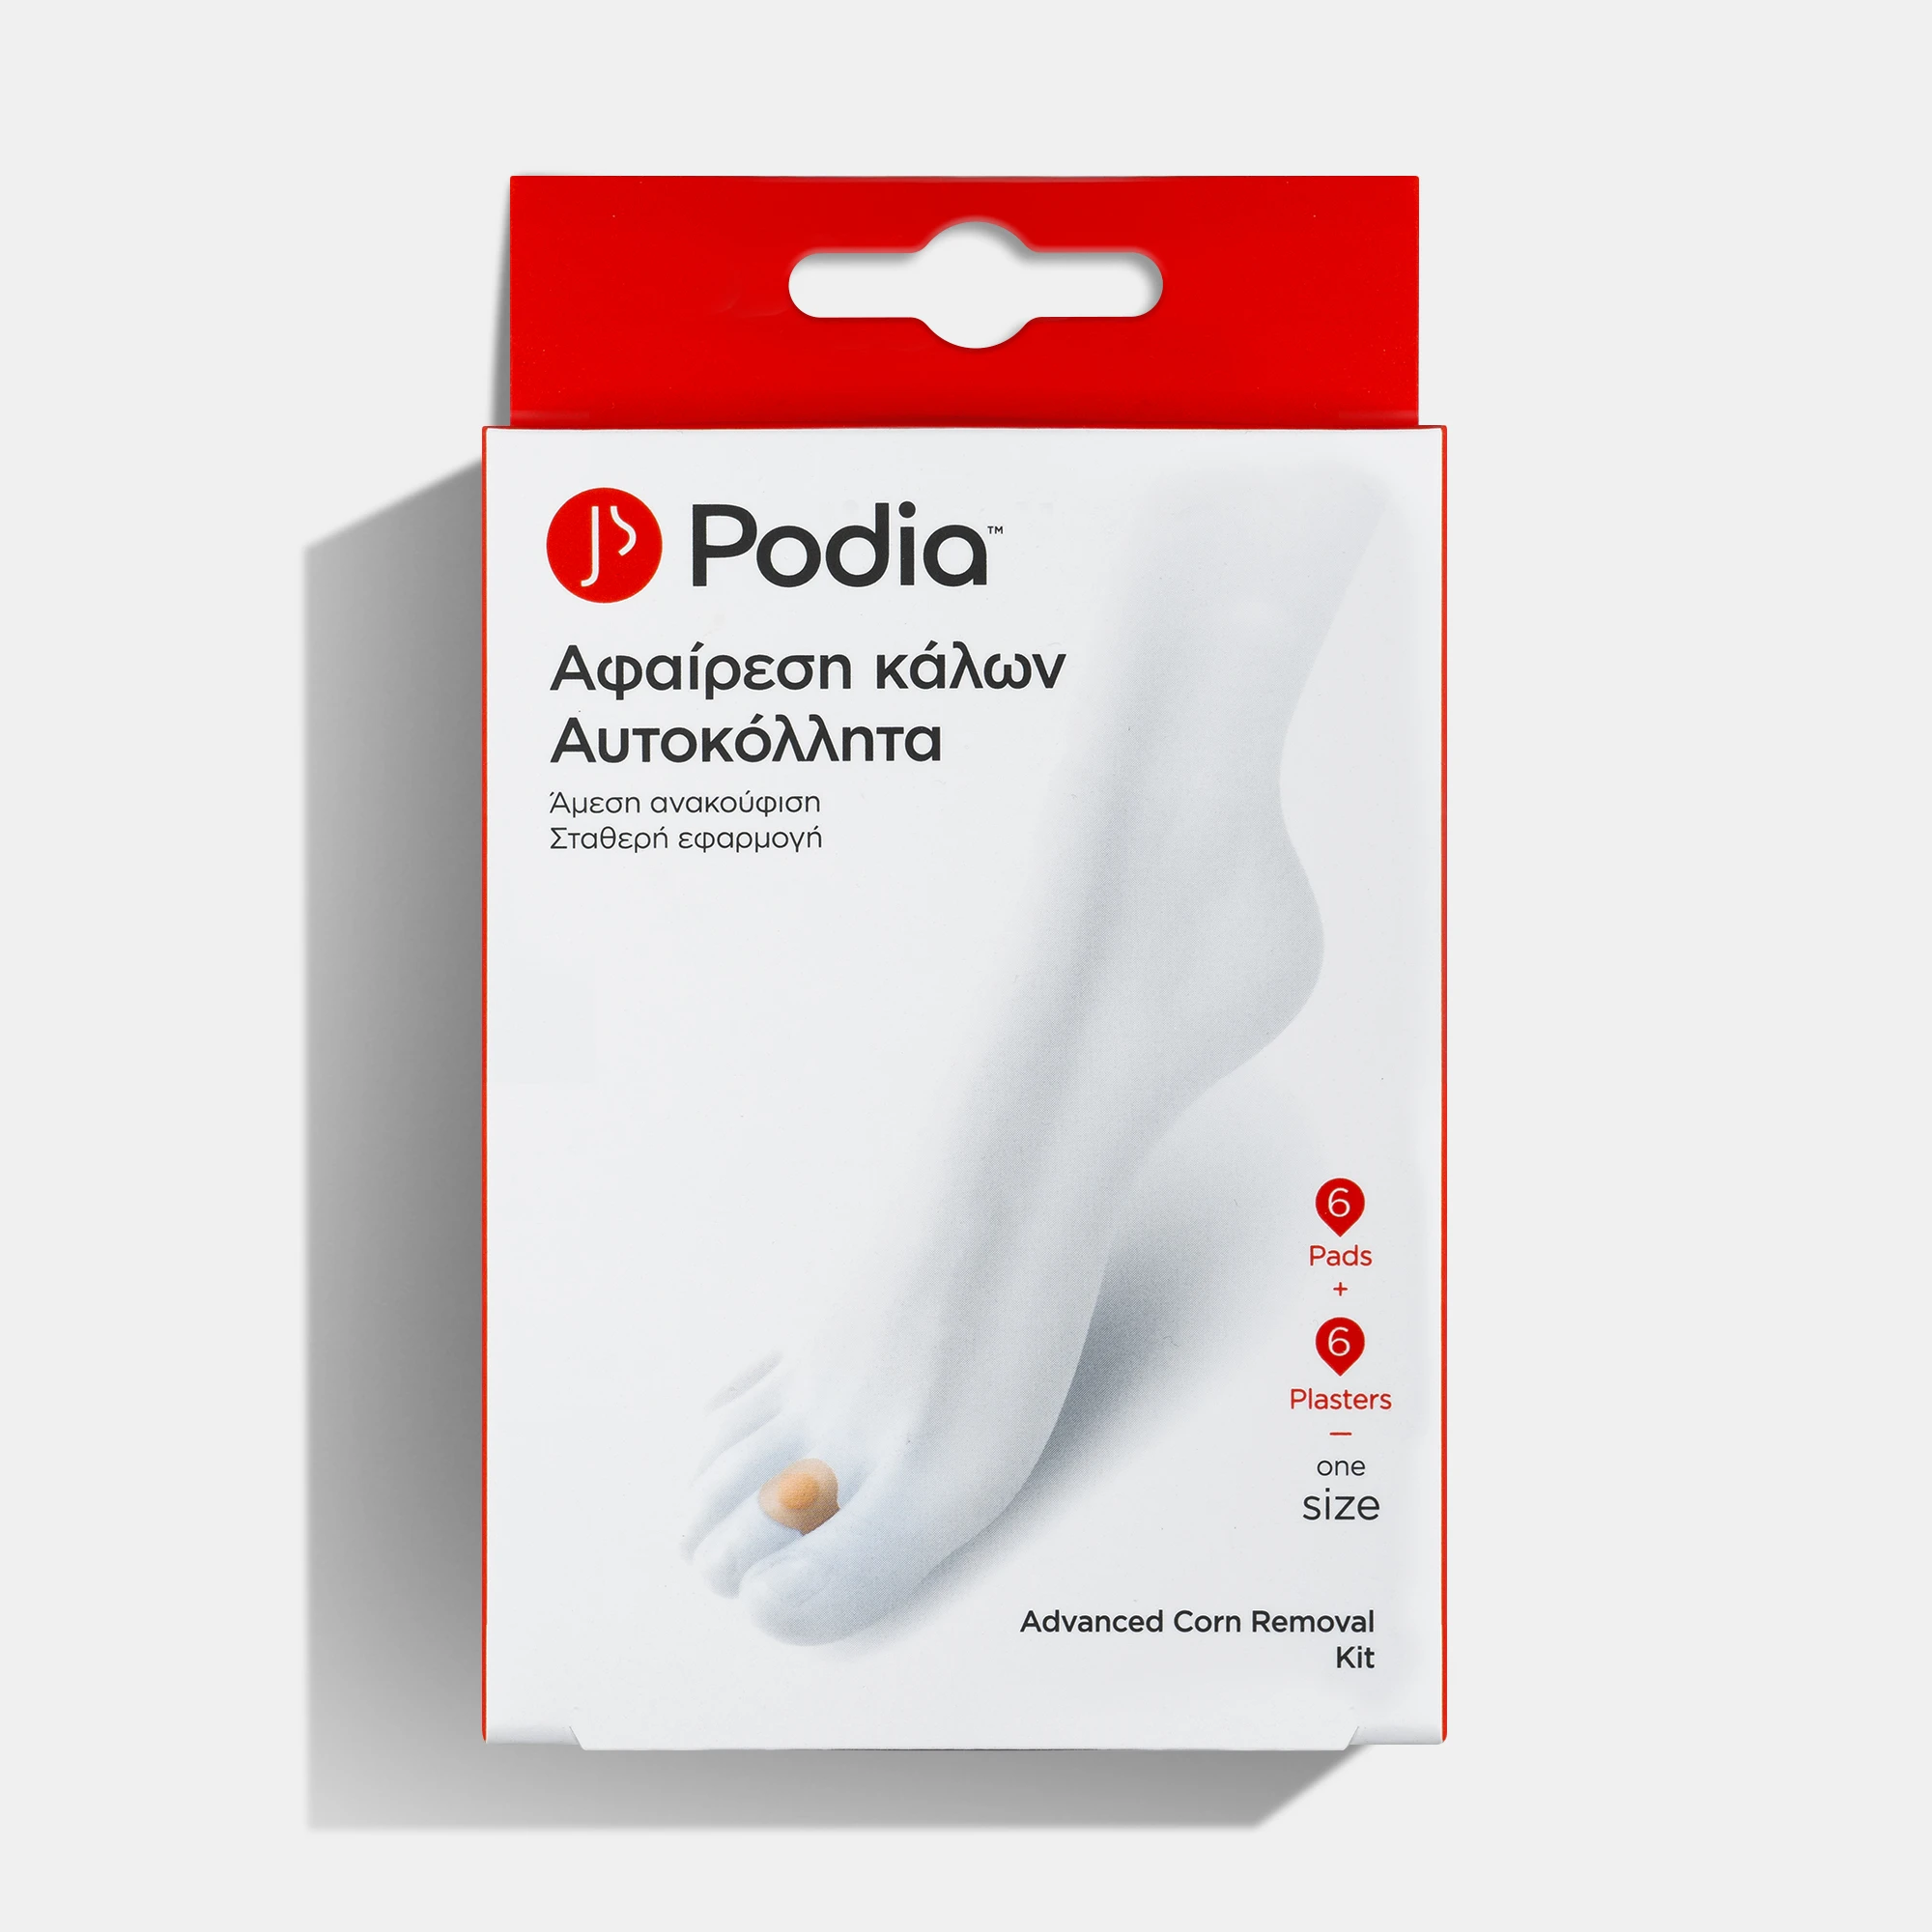 Podia™
Αφαίρεση κάλων
Αυτοκόλλητα
Άμεση ανακούφιση
Σταθερή εφαρμογή
6
Pads
+
6
Plasters
—
one
size
Advanced Corn Removal
Kit